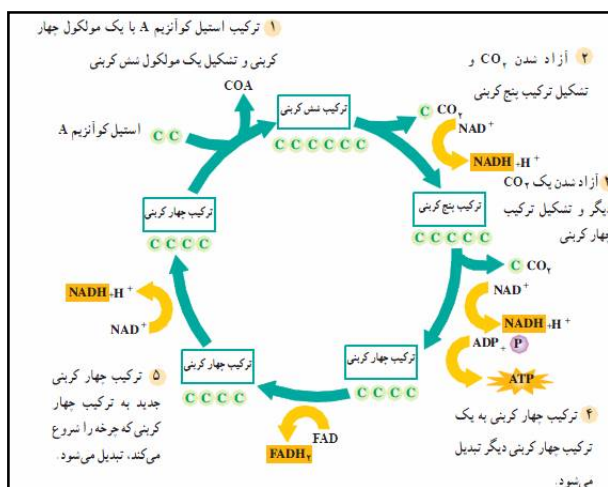 ۱ ترکیب استیل کوآنزیم A با یک مولکول چهار
کربنی و تشکیل یک مولکول شش کربنی
۲ آزاد شدن CO۲ و
تشکیل ترکیب پنج کربنی
COA
ترکیب شش کربنی
C C C C C C
C CO۲
NAD+
NADH+H+
استیل کوآنزیم A
C C
۳ آزاد شدن یک CO۲
دیگر و تشکیل ترکیب
چهار کربنی
ترکیب پنج کربنی
C C C C C
ترکیب چهار کربنی
C C C C
C CO۲
NAD+
NADH+H+
ADP+ P
ATP
NADH+H+
NAD+
ترکیب چهار کربنی
C C C C
ترکیب چهار کربنی
C C C C
FAD
FADH۲
۵ ترکیب چهار کربنی
جدید به ترکیب چهار
کربنی که چرخه را شروع
می‌کند، تبدیل می‌شود.
۴ ترکیب چهار کربنی به یک
ترکیب چهار کربنی دیگر تبدیل
می‌شود.